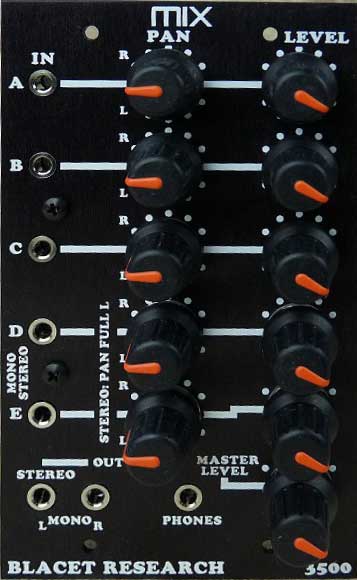 MIX
PAN
LEVEL
IN
R
A
L
R
B
L
R
C
L
R
D
L
MONO
STEREO
STEREO: PAN FULL L
R
E
L
OUT
MASTER
LEVEL
STEREO
L MONO R
PHONES
BLACET RESEARCH 3500